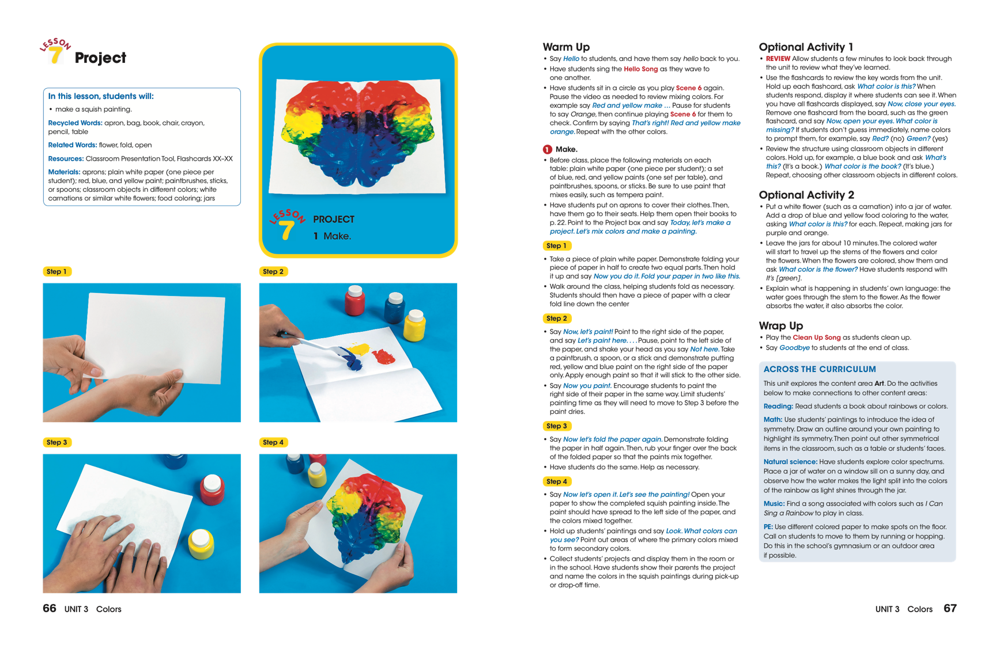 LESSON
7 Project
In this lesson, students will:
• make a squish painting.
Recycled Words: apron, bag, book, chair, crayon,
pencil, table
Related Words: flower, fold, open
Resources: Classroom Presentation Tool, Flashcards XX–XX
Materials: aprons; plain white paper (one piece per
student); red, blue, and yellow paint; paintbrushes, sticks,
or spoons; classroom objects in different colors; white
carnations or similar white flowers; food coloring; jars
LESSON
7
PROJECT
1 Make.
Step 1
Step 2
Step 3
Step 4
66 UNIT 3 Colors
Warm Up
• Say Hello to students, and have them say hello back to you.
• Have students sing the Hello Song as they wave to
one another.
• Have students sit in a circle as you play Scene 6 again.
Pause the video as needed to review mixing colors. For
example say Red and yellow make … Pause for students
to say Orange, then continue playing Scene 6 for them to
check. Confirm by saying That's right! Red and yellow make
orange. Repeat with the other colors.
1 Make.
• Before class, place the following materials on each
table: plain white paper (one piece per student); a set
of blue, red, and yellow paints (one set per table), and
paintbrushes, spoons, or sticks. Be sure to use paint that
mixes easily, such as tempera paint.
• Have students put on aprons to cover their clothes. Then,
have them go to their seats. Help them open their books to
p. 22. Point to the Project box and say Today, let's make a
project. Let's mix colors and make a painting.
Step 1
• Take a piece of plain white paper. Demonstrate folding your
piece of paper in half to create two equal parts. Then hold
it up and say Now you do it. Fold your paper in two like this.
• Walk around the class, helping students fold as necessary.
Students should then have a piece of paper with a clear
fold line down the center
Step 2
• Say Now, let's paint! Point to the right side of the paper,
and say Let's paint here. . . . Pause, point to the left side of
the paper, and shake your head as you say Not here. Take
a paintbrush, a spoon, or a stick and demonstrate putting
red, yellow and blue paint on the right side of the paper
only. Apply enough paint so that it will stick to the other side.
• Say Now you paint. Encourage students to paint the
right side of their paper in the same way. Limit students'
painting time as they will need to move to Step 3 before the
paint dries.
Step 3
• Say Now let's fold the paper again. Demonstrate folding
the paper in half again. Then, rub your finger over the back
of the folded paper so that the paints mix together.
• Have students do the same. Help as necessary.
Step 4
• Say Now let's open it. Let's see the painting! Open your
paper to show the completed squish painting inside. The
paint should have spread to the left side of the paper, and
the colors mixed together.
• Hold up students' paintings and say Look. What colors can
you see? Point out areas of where the primary colors mixed
to form secondary colors.
• Collect students' projects and display them in the room or
in the school. Have students show their parents the project
and name the colors in the squish paintings during pick-up
or drop-off time.
Optional Activity 1
• REVIEW Allow students a few minutes to look back through
the unit to review what they've learned.
• Use the flashcards to review the key words from the unit.
Hold up each flashcard, ask What color is this? When
students respond, display it where students can see it. When
you have all flashcards displayed, say Now, close your eyes.
Remove one flashcard from the board, such as the green
flashcard, and say Now, open your eyes. What color is
missing? If students don't guess immediately, name colors
to prompt them, for example, say Red? (no) Green? (yes)
• Review the structure using classroom objects in different
colors. Hold up, for example, a blue book and ask What's
this? (It's a book.) What color is the book? (It's blue.)
Repeat, choosing other classroom objects in different colors.
Optional Activity 2
• Put a white flower (such as a carnation) into a jar of water.
Add a drop of blue and yellow food coloring to the water,
asking What color is this? for each. Repeat, making jars for
purple and orange.
• Leave the jars for about 10 minutes. The colored water
will start to travel up the stems of the flowers and color
the flowers. When the flowers are colored, show them and
ask What color is the flower? Have students respond with
It's [green].
• Explain what is happening in students' own language: the
water goes through the stem to the flower. As the flower
absorbs the water, it also absorbs the color.
Wrap Up
• Play the Clean Up Song as students clean up.
• Say Goodbye to students at the end of class.
ACROSS THE CURRICULUM
This unit explores the content area Art. Do the activities
below to make connections to other content areas:
Reading: Read students a book about rainbows or colors.
Math: Use students' paintings to introduce the idea of
symmetry. Draw an outline around your own painting to
highlight its symmetry. Then point out other symmetrical
items in the classroom, such as a table or students' faces.
Natural science: Have students explore color spectrums.
Place a jar of water on a window sill on a sunny day, and
observe how the water makes the light split into the colors
of the rainbow as light shines through the jar.
Music: Find a song associated with colors such as I Can
Sing a Rainbow to play in class.
PE: Use different colored paper to make spots on the floor.
Call on students to move to them by running or hopping.
Do this in the school's gymnasium or an outdoor area
if possible.
UNIT 3 Colors 67